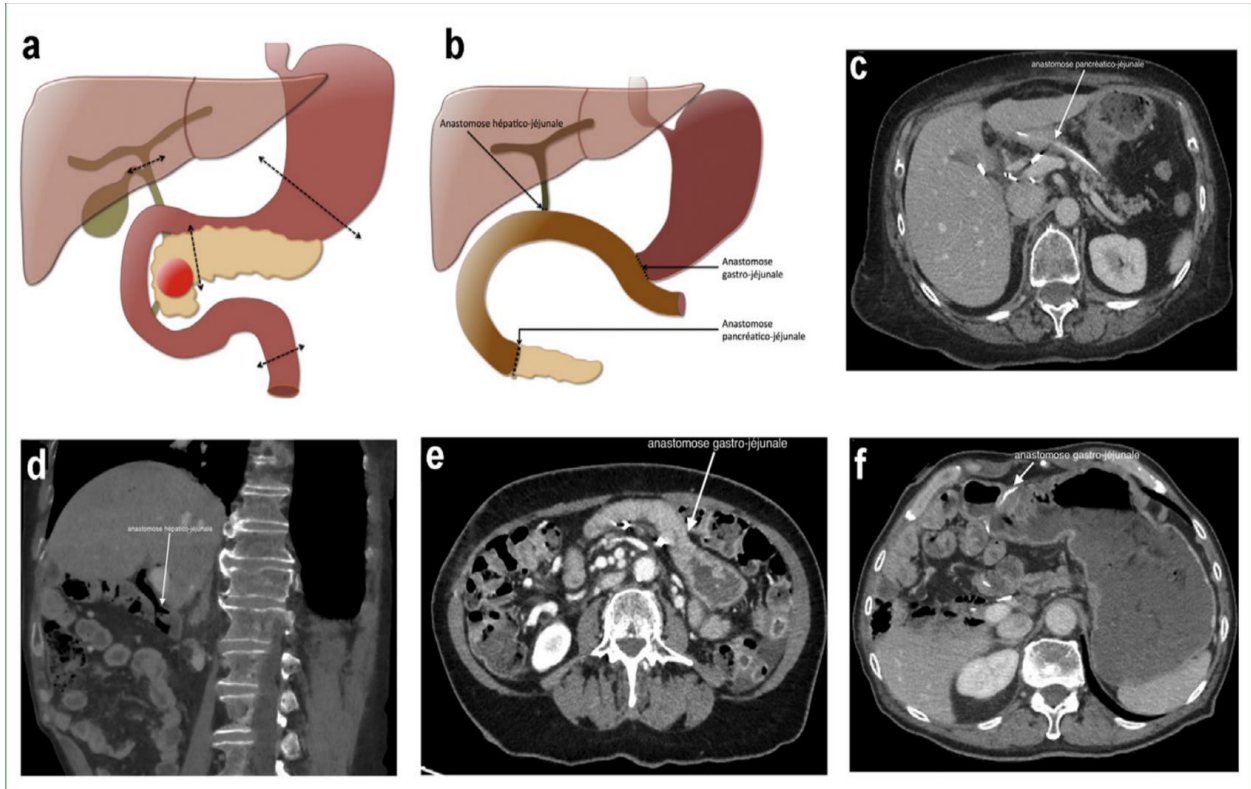 a
b
Anastomose hépatico-jéjunale
Anastomose
gastro-jéjunale
Anastomose
pancréatico-jéjunale
c
anastomose pancréatico-jéjunale
d
anastomose hépatico-jéjunale
e
anastomose gastro-jéjunale
f
anastomose gastro-jéjunale